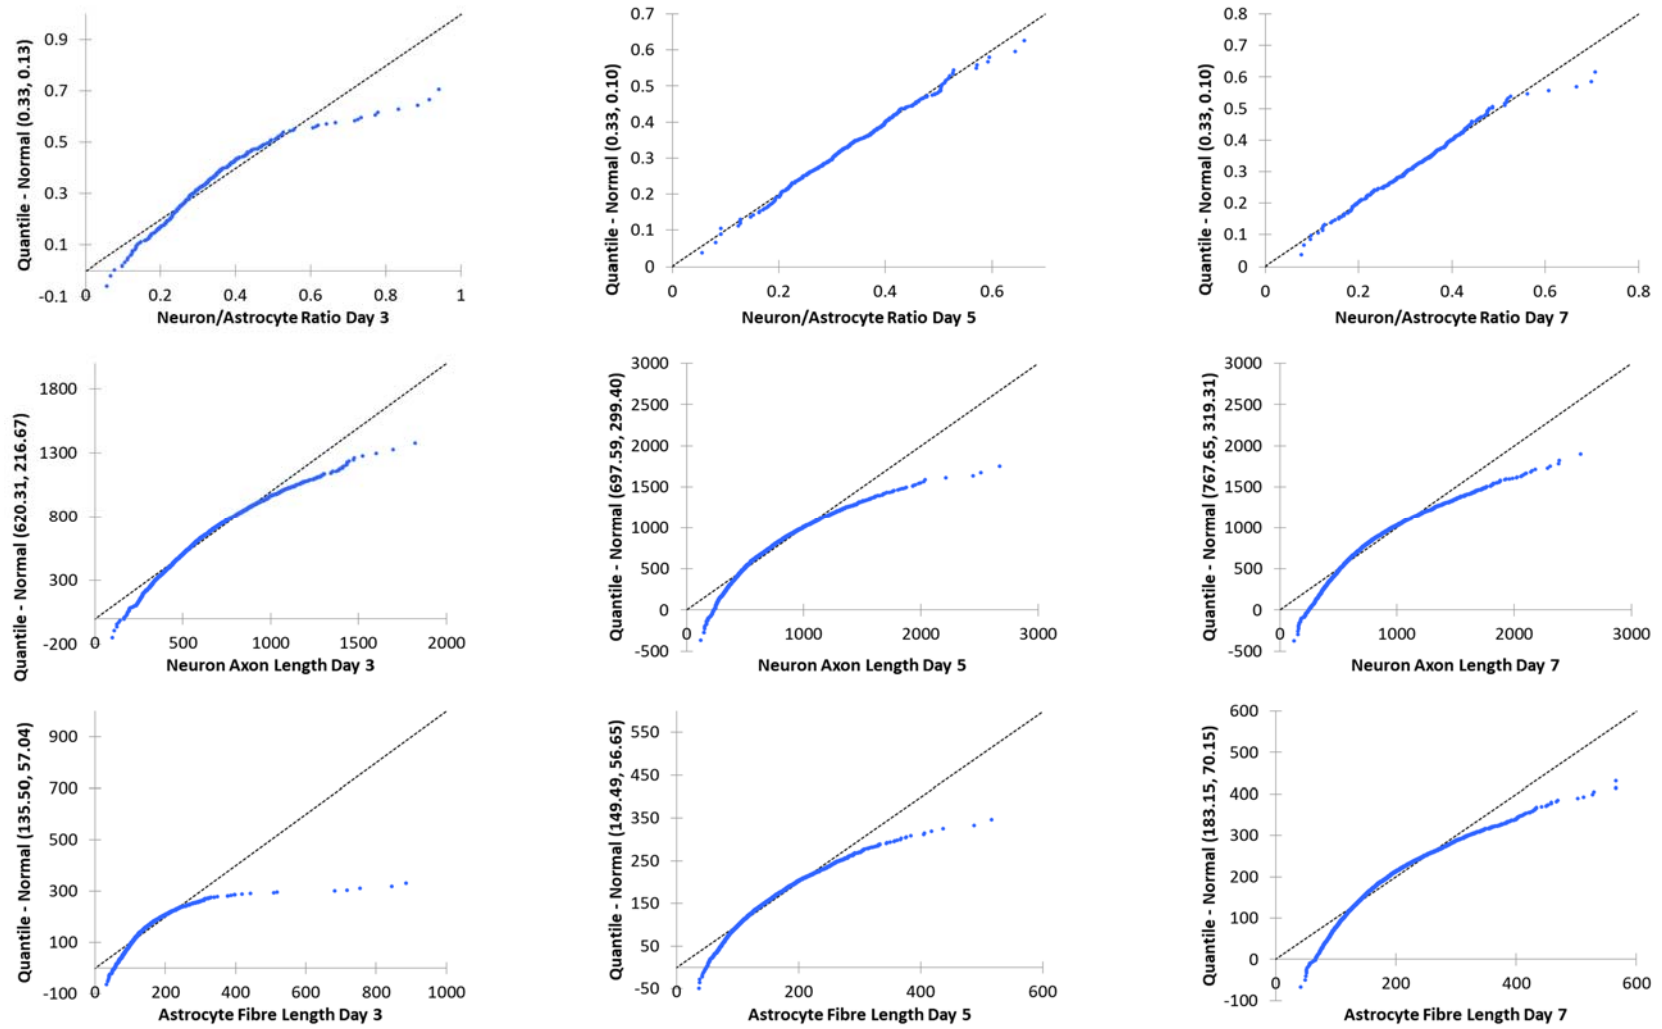 Quantile - Normal (0.33, 0.13)
0.9
0.7
0.5
0.3
0.1
-0.1
0 0.2 0.4 0.6 0.8 1
Neuron/Astrocyte Ratio Day 3
Quantile - Normal (0.33, 0.10)
0.7
0.6
0.5
0.4
0.3
0.2
0.1
0
0 0.2 0.4 0.6
Neuron/Astrocyte Ratio Day 5
Quantile - Normal (0.33, 0.10)
0.8
0.7
0.6
0.5
0.4
0.3
0.2
0.1
0
0 0.2 0.4 0.6 0.8
Neuron/Astrocyte Ratio Day 7
Quantile - Normal (620.31, 216.67)
1800
1300
800
300
-200
0 500 1000 1500 2000
Neuron Axon Length Day 3
Quantile - Normal (697.59, 299.40)
3000
2500
2000
1500
1000
500
0
-500
0 1000 2000 3000
Neuron Axon Length Day 5
Quantile - Normal (767.65, 319.31)
3000
2500
2000
1500
1000
500
0
-500
0 1000 2000 3000
Neuron Axon Length Day 7
Quantile - Normal (135.50, 57.04)
900
700
500
300
100
-100
0 200 400 600 800 1000
Astrocyte Fibre Length Day 3
Quantile - Normal (149.49, 56.65)
550
450
350
250
150
50
-50
0 200 400 600
Astrocyte Fibre Length Day 5
Quantile - Normal (183.15, 70.15)
600
500
400
300
200
100
0
-100
0 200 400 600
Astrocyte Fibre Length Day 7